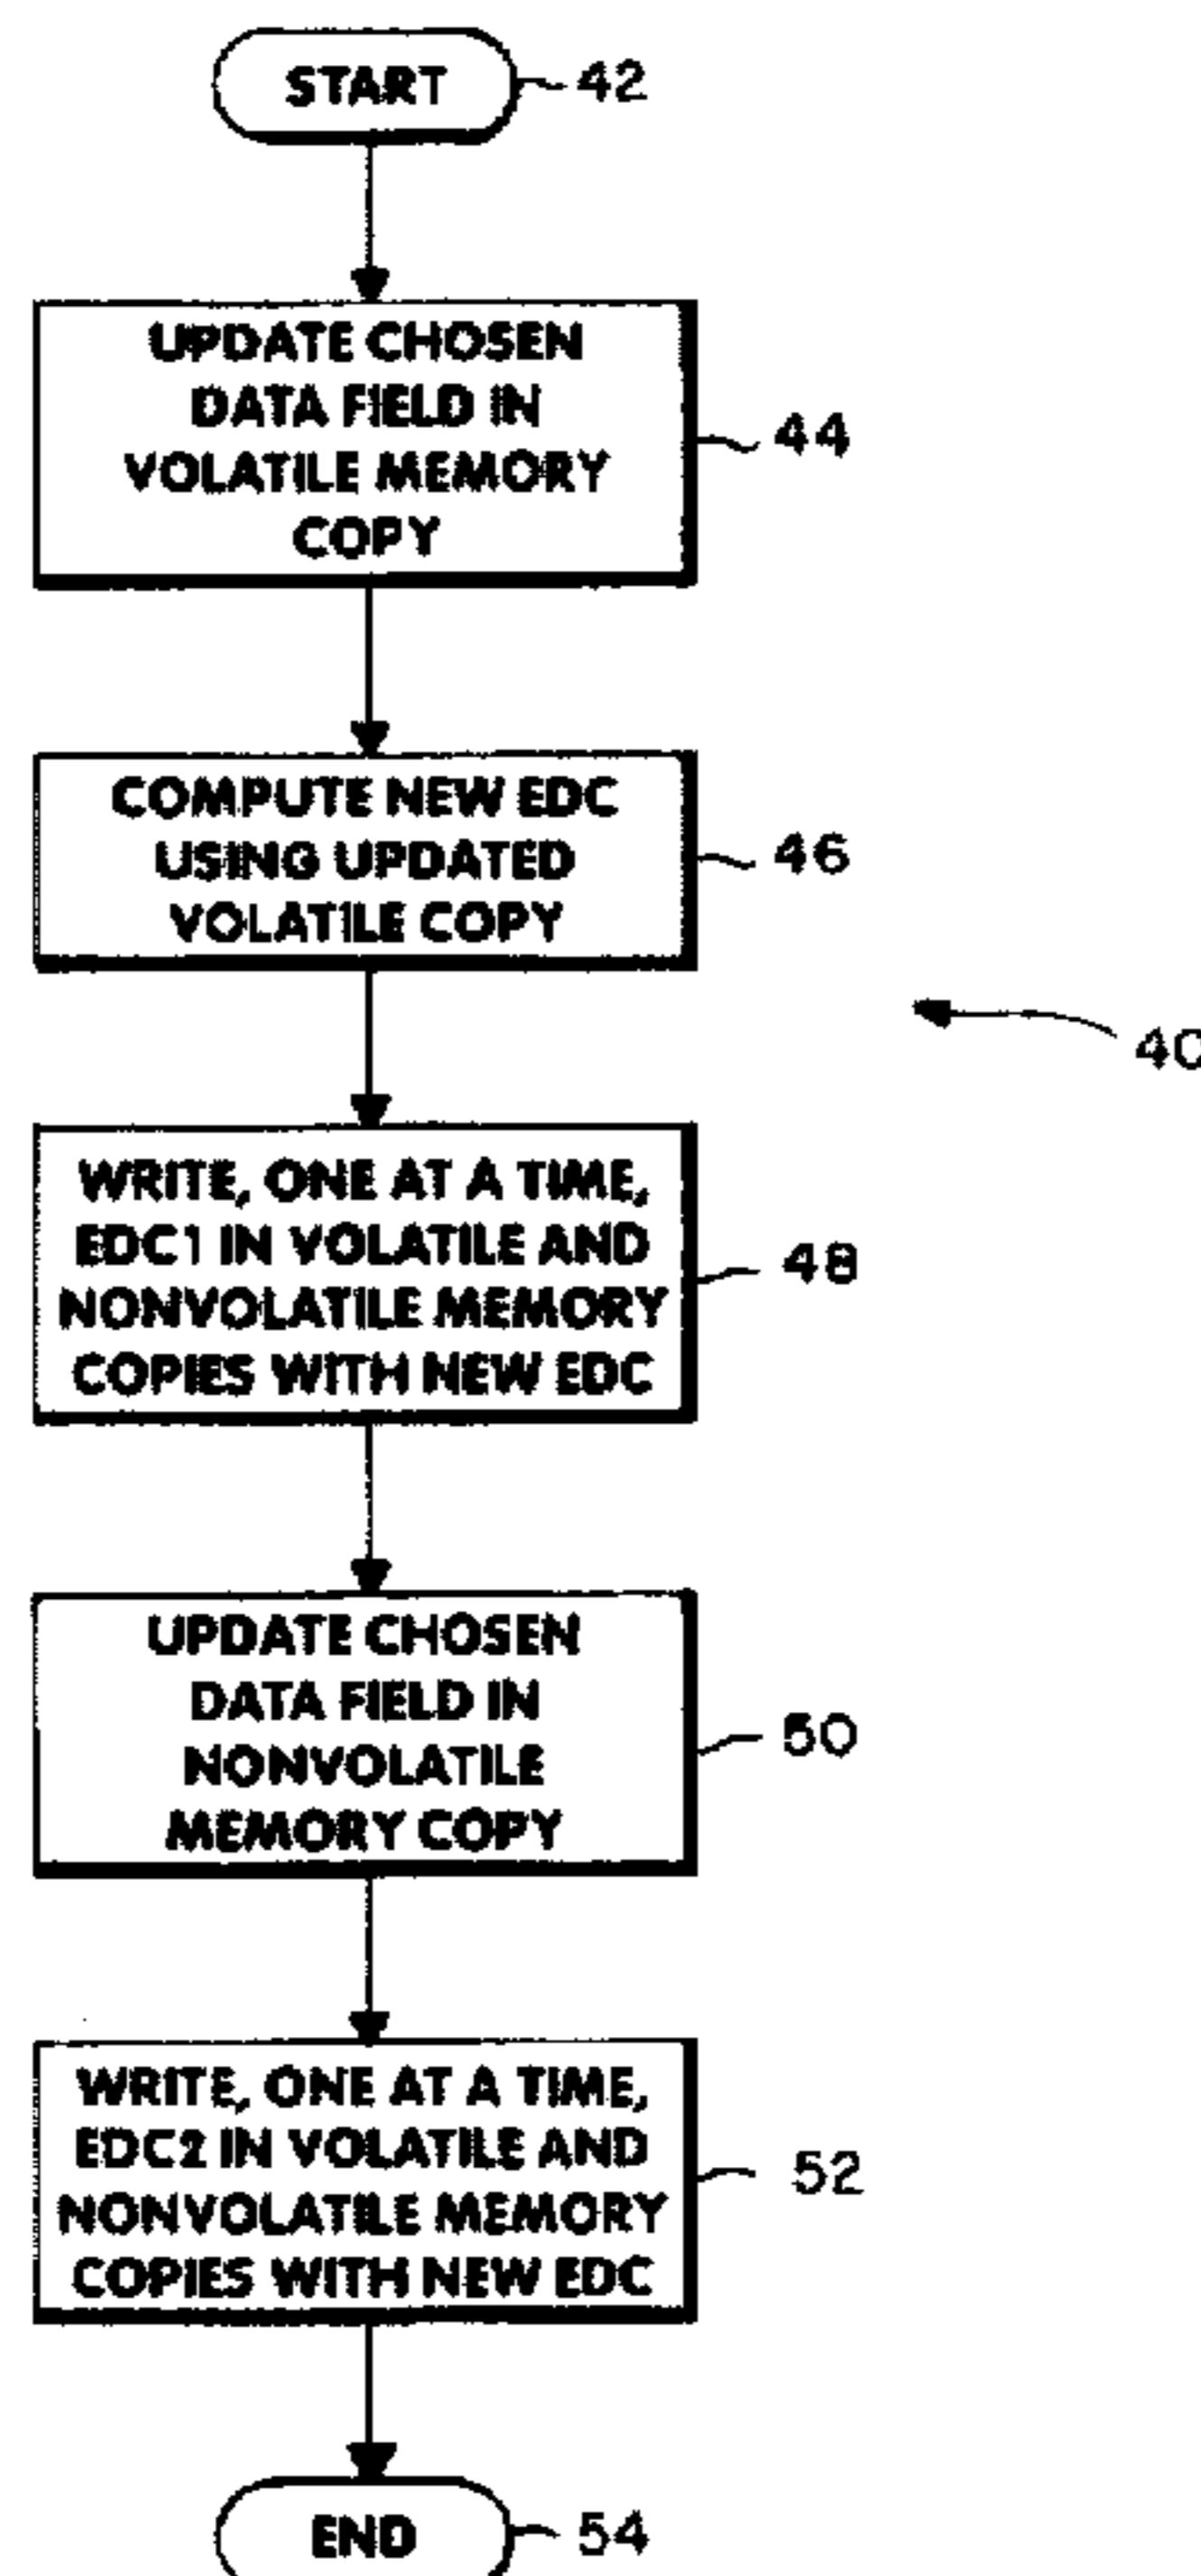 START
42
UPDATE CHOSEN
DATA FIELD IN
VOLATILE MEMORY
COPY
44
COMPUTE NEW EDC
USING UPDATED
VOLATILE COPY
46
40
WRITE, ONE AT A TIME,
EDC1 IN VOLATILE AND
NONVOLATILE MEMORY
COPIES WITH NEW EDC
48
UPDATE CHOSEN
DATA FIELD IN
NONVOLATILE
MEMORY COPY
50
WRITE, ONE AT A TIME,
EDC2 IN VOLATILE AND
NONVOLATILE MEMORY
COPIES WITH NEW EDC
52
END
54